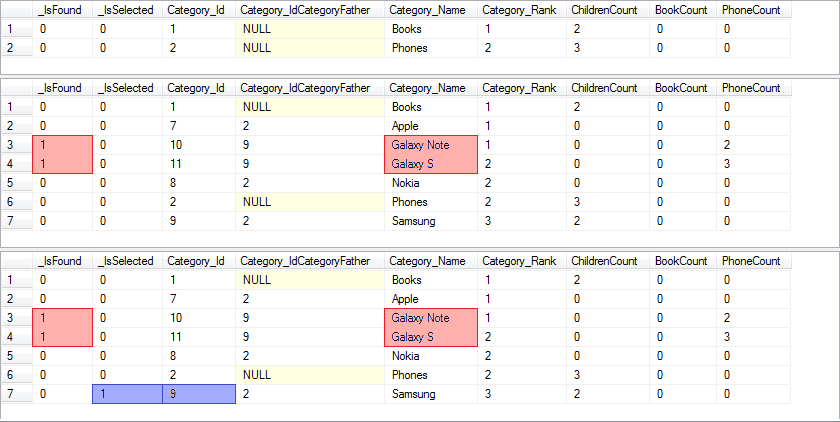 _IsFound _IsSelected Category_Id Category_IdCategoryFather Category_Name Category_Rank ChildrenCount BookCount PhoneCount
1 0 0 1 NULL Books 1 2 0 0
2 0 0 2 NULL Phones 2 3 0 0
_IsFound _IsSelected Category_Id Category_IdCategoryFather Category_Name Category_Rank ChildrenCount BookCount PhoneCount
1 0 0 1 NULL Books 1 2 0 0
2 0 0 7 2 Apple 1 0 0 0
3 1 0 10 9 Galaxy Note 1 0 0 2
4 1 0 11 9 Galaxy S 2 0 0 3
5 0 0 8 2 Nokia 2 0 0 0
6 0 0 2 NULL Phones 2 3 0 0
7 0 0 9 2 Samsung 3 2 0 0
_IsFound _IsSelected Category_Id Category_IdCategoryFather Category_Name Category_Rank ChildrenCount BookCount PhoneCount
1 0 0 1 NULL Books 1 2 0 0
2 0 0 7 2 Apple 1 0 0 0
3 1 0 10 9 Galaxy Note 1 0 0 2
4 1 0 11 9 Galaxy S 2 0 0 3
5 0 0 8 2 Nokia 2 0 0 0
6 0 0 2 NULL Phones 2 3 0 0
7 0 1 9 2 Samsung 3 2 0 0